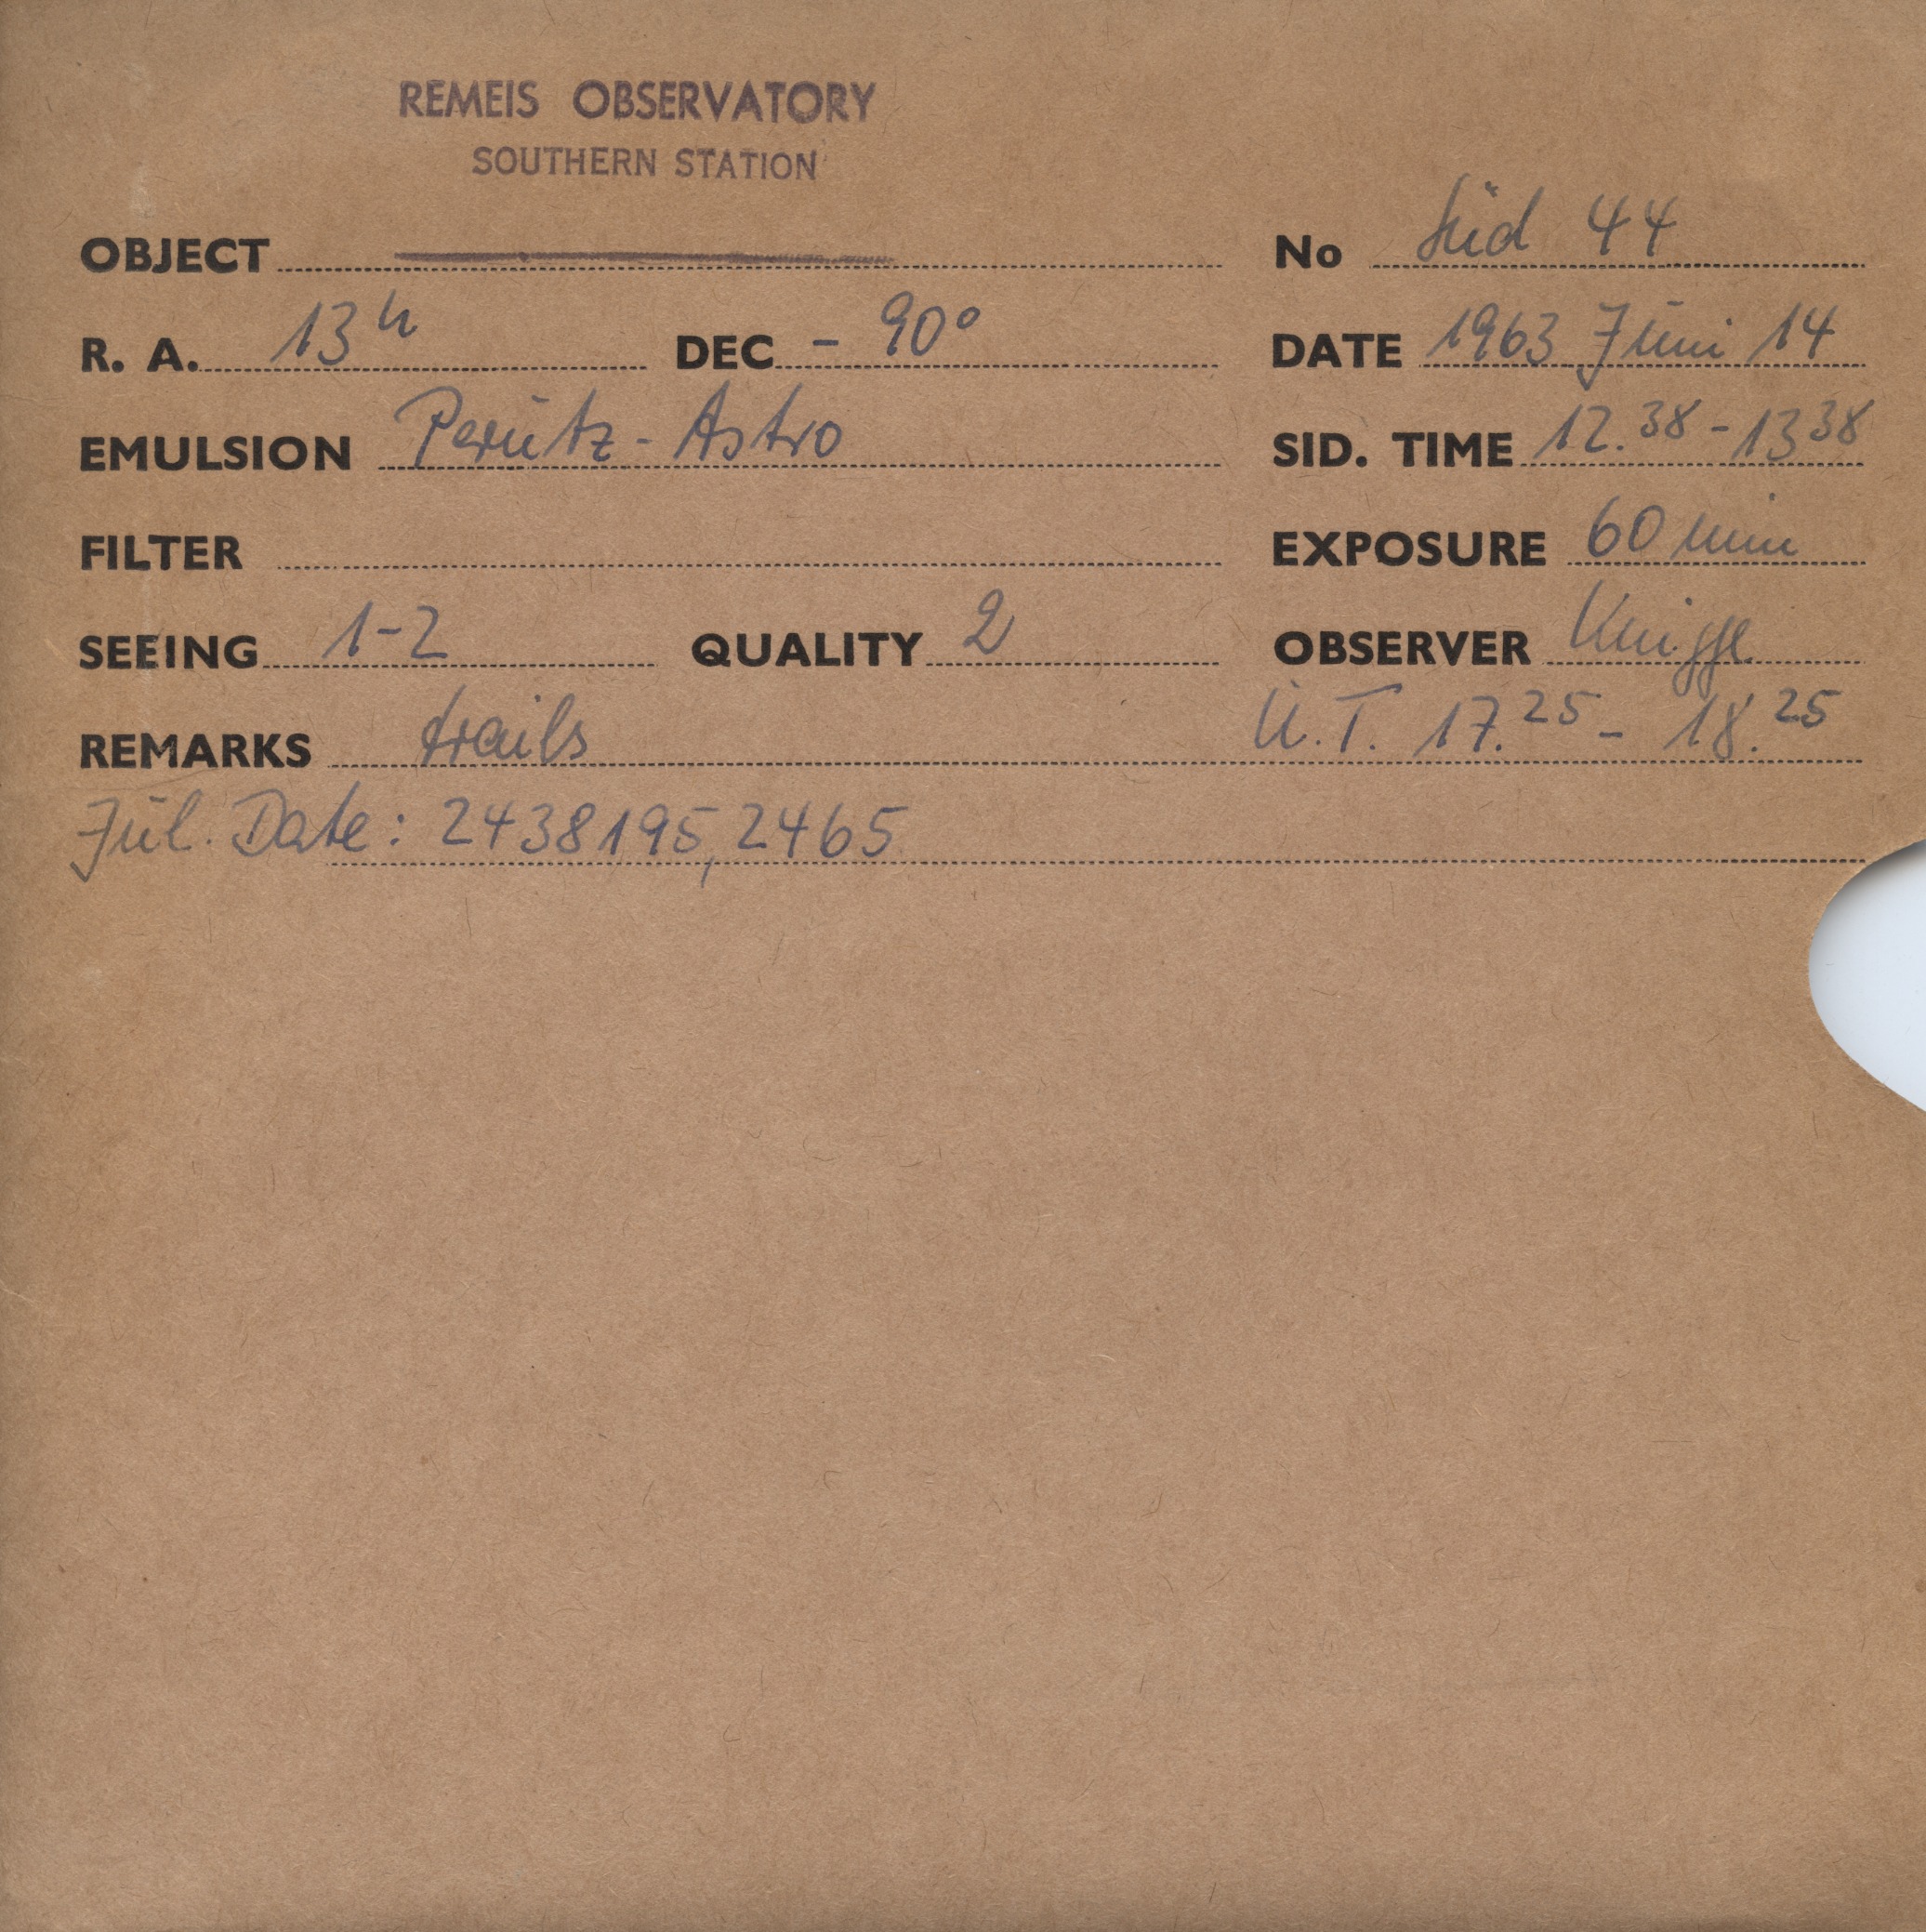 REMEIS OBSERVATORY
SOUTHERN STATION
OBJECT No Süd 44
R. A. 13h DEC - 90° DATE 1963 Juni 14
EMULSION Perutz - Astro SID. TIME 12.38 - 13 38
FILTER EXPOSURE 60 min
SEEING 1-2 QUALITY 2 OBSERVER Knigge
REMARKS trails U.T. 17.25 - 18.25
Jul. Date: 2438195,2465